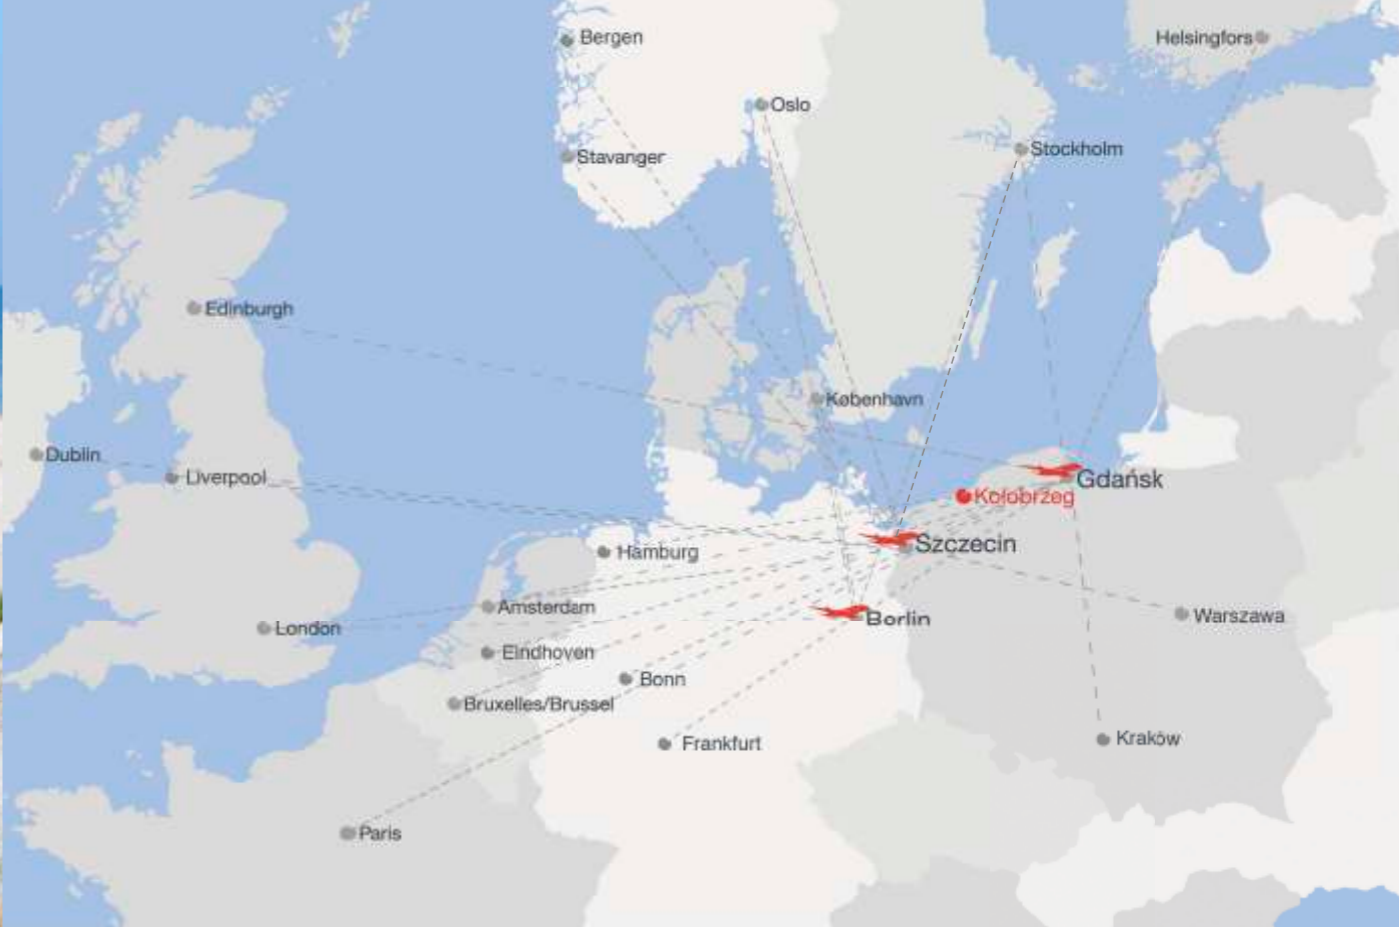 Bergen
Helsingfors
Oslo
Stockholm
Stavanger
Edinburgh
København
Dublin
Liverpool
Gdańsk
Kołobrzeg
Szczecin
Hamburg
Amsterdam
Warszawa
London
Berlin
Eindhoven
Bonn
Bruxelles/Brussel
Kraków
Frankfurt
Paris